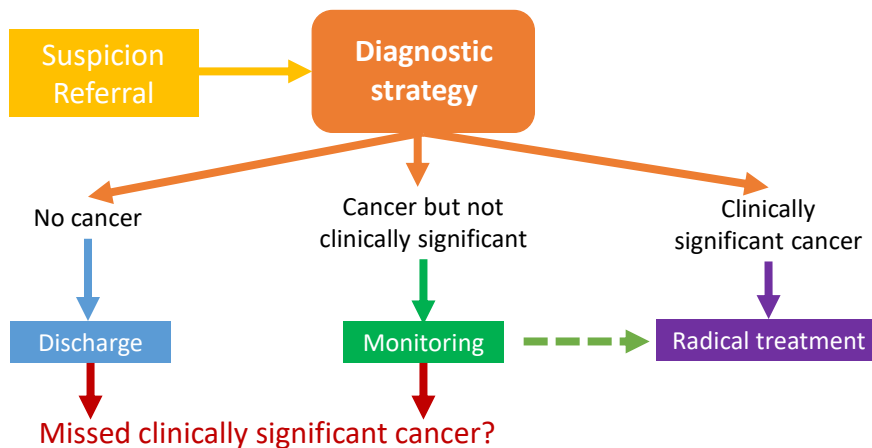 Suspicion
Referral
Diagnostic
strategy
No cancer
Cancer but not
clinically significant
Clinically
significant cancer
Discharge
Monitoring
Radical treatment
Missed clinically significant cancer?